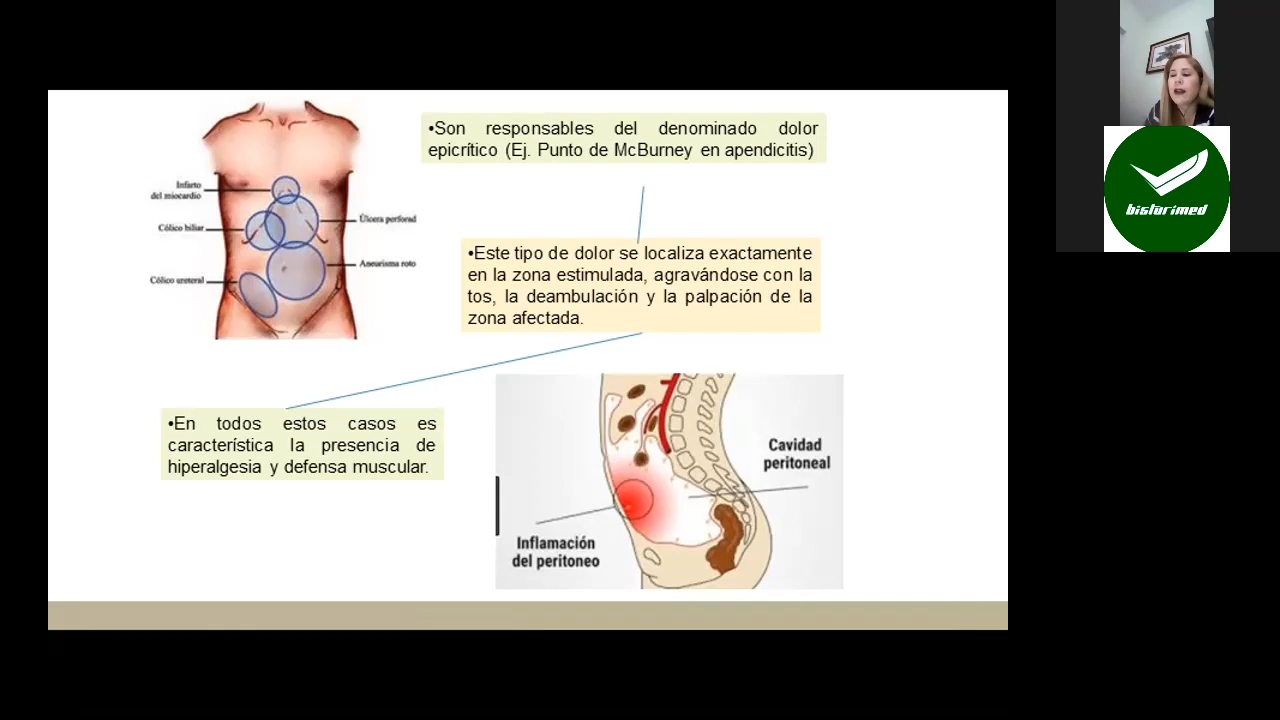 •Son responsables del denominado dolor
epicrítico (Ej. Punto de McBurney en apendicitis)
Infarto
del miocardio
Cólico biliar
Cólico ureteral
Úlcera perforad
Aneurisma roto
•Este tipo de dolor se localiza exactamente
en la zona estimulada, agravándose con la
tos, la deambulación y la palpación de la
zona afectada.
•En todos estos casos es
característica la presencia de
hiperalgesia y defensa muscular.
Cavidad
peritoneal
Inflamación
del peritoneo
bisturimed